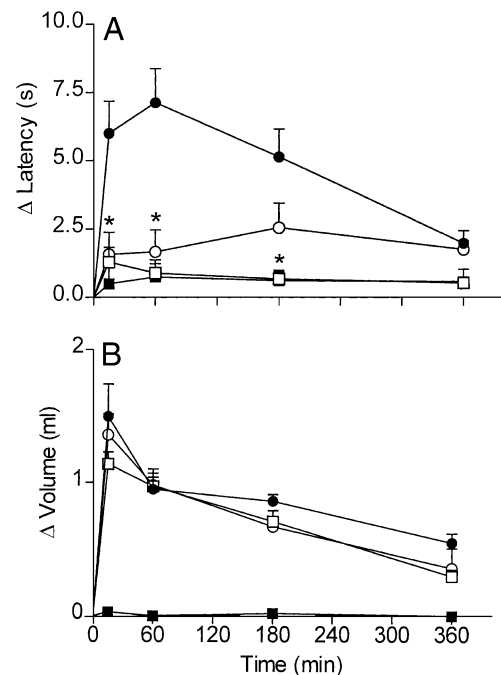 A
10.0
7.5
5.0
2.5
0.0
Δ Latency (s)
* * *
B
2
1
0
Δ Volume (ml)
0 60 120 180 240 300 360
Time (min)